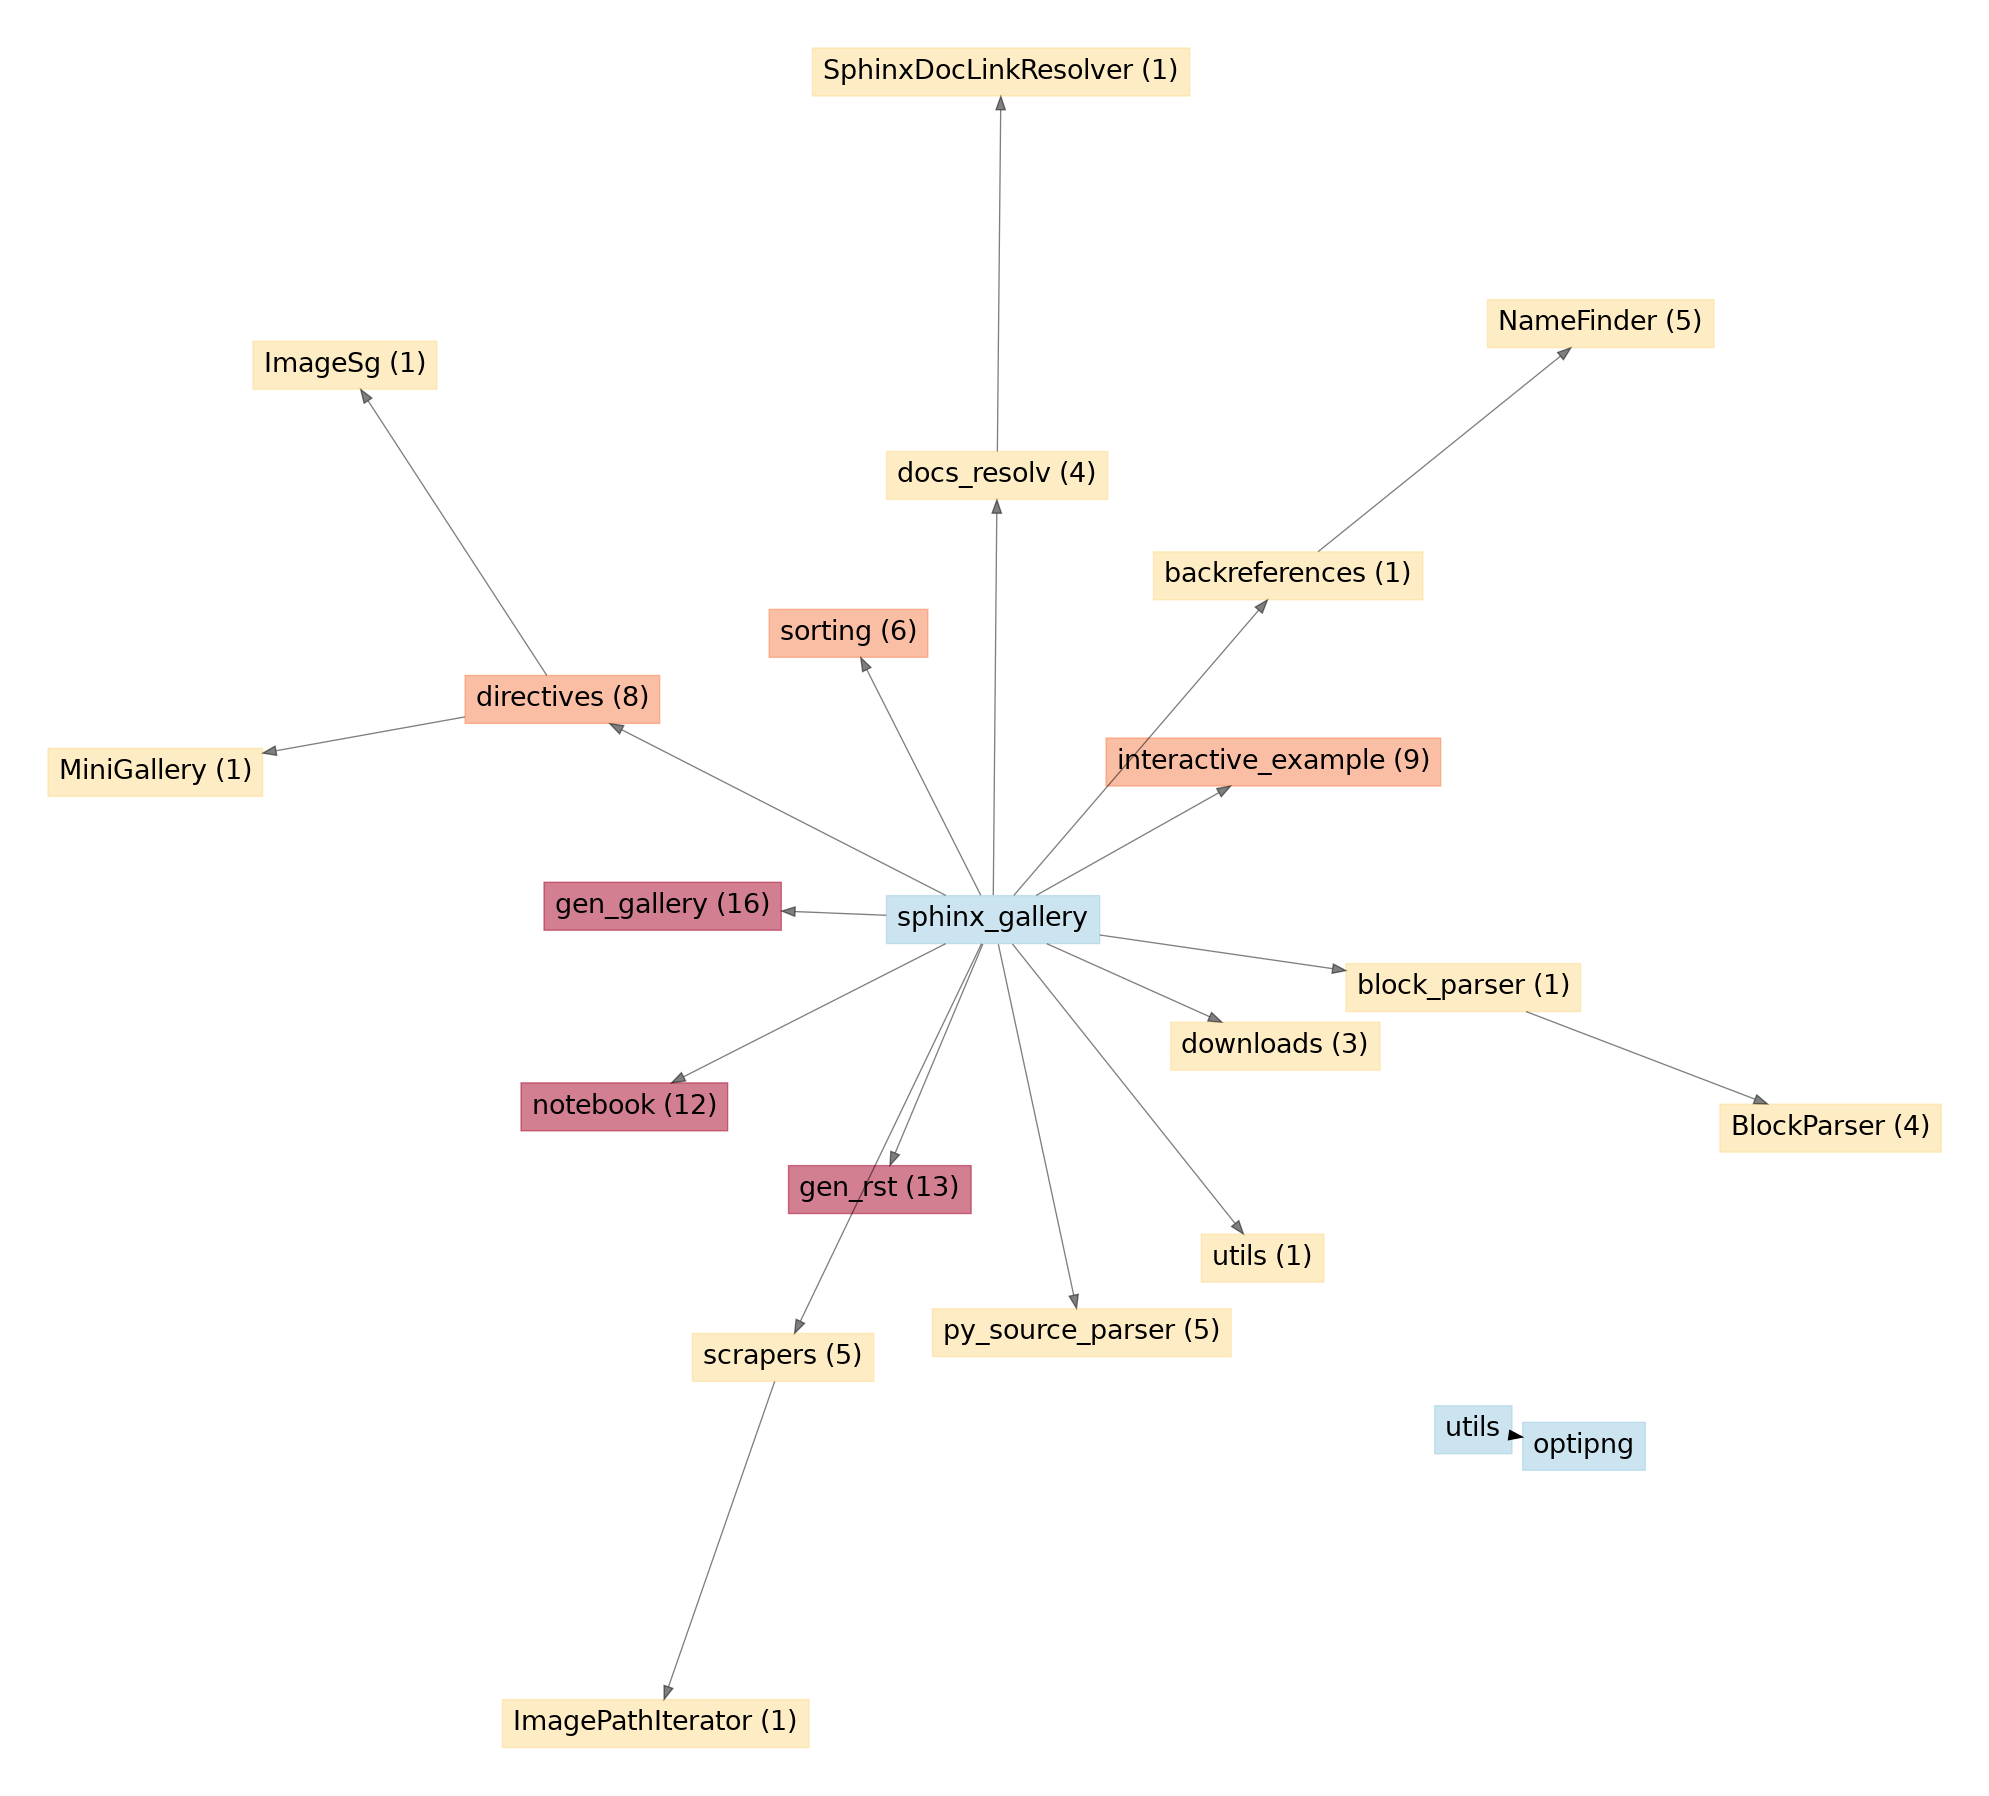 SphinxDocLinkResolver (1)
NameFinder (5)
ImageSg (1)
docs_resolv (4)
backreferences (1)
sorting (6)
directives (8)
interactive_example (9)
MiniGallery (1)
gen_gallery (16)
sphinx_gallery
block_parser (1)
downloads (3)
notebook (12)
BlockParser (4)
gen_rst (13)
utils (1)
py_source_parser (5)
scrapers (5)
utils
optipng
ImagePathIterator (1)